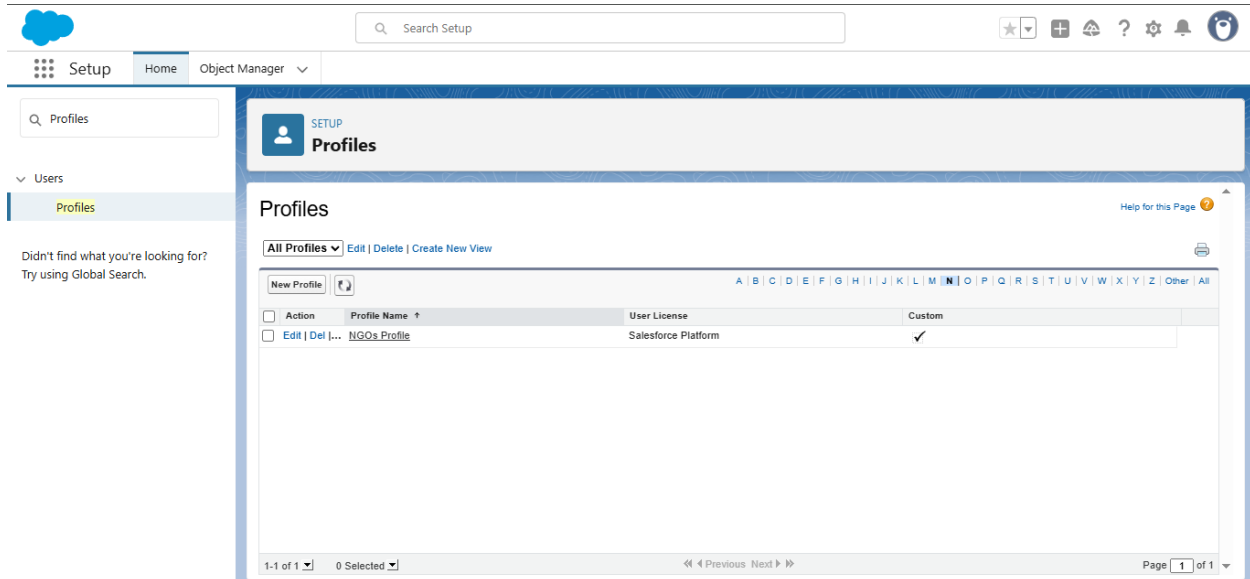 Search Setup
Setup Home Object Manager
Profiles
Users
Profiles
Didn't find what you're looking for?
Try using Global Search.
SETUP
Profiles
Profiles
Help for this Page ?
All Profiles Edit | Delete | Create New View
New Profile
A | B | C | D | E | F | G | H | I | J | K | L | M | N | O | P | Q | R | S | T | U | V | W | X | Y | Z | Other | All
Action Profile Name ↑ User License Custom
Edit | Del |... NGOs Profile Salesforce Platform ✓
1-1 of 1 0 Selected Previous Next Page 1 of 1